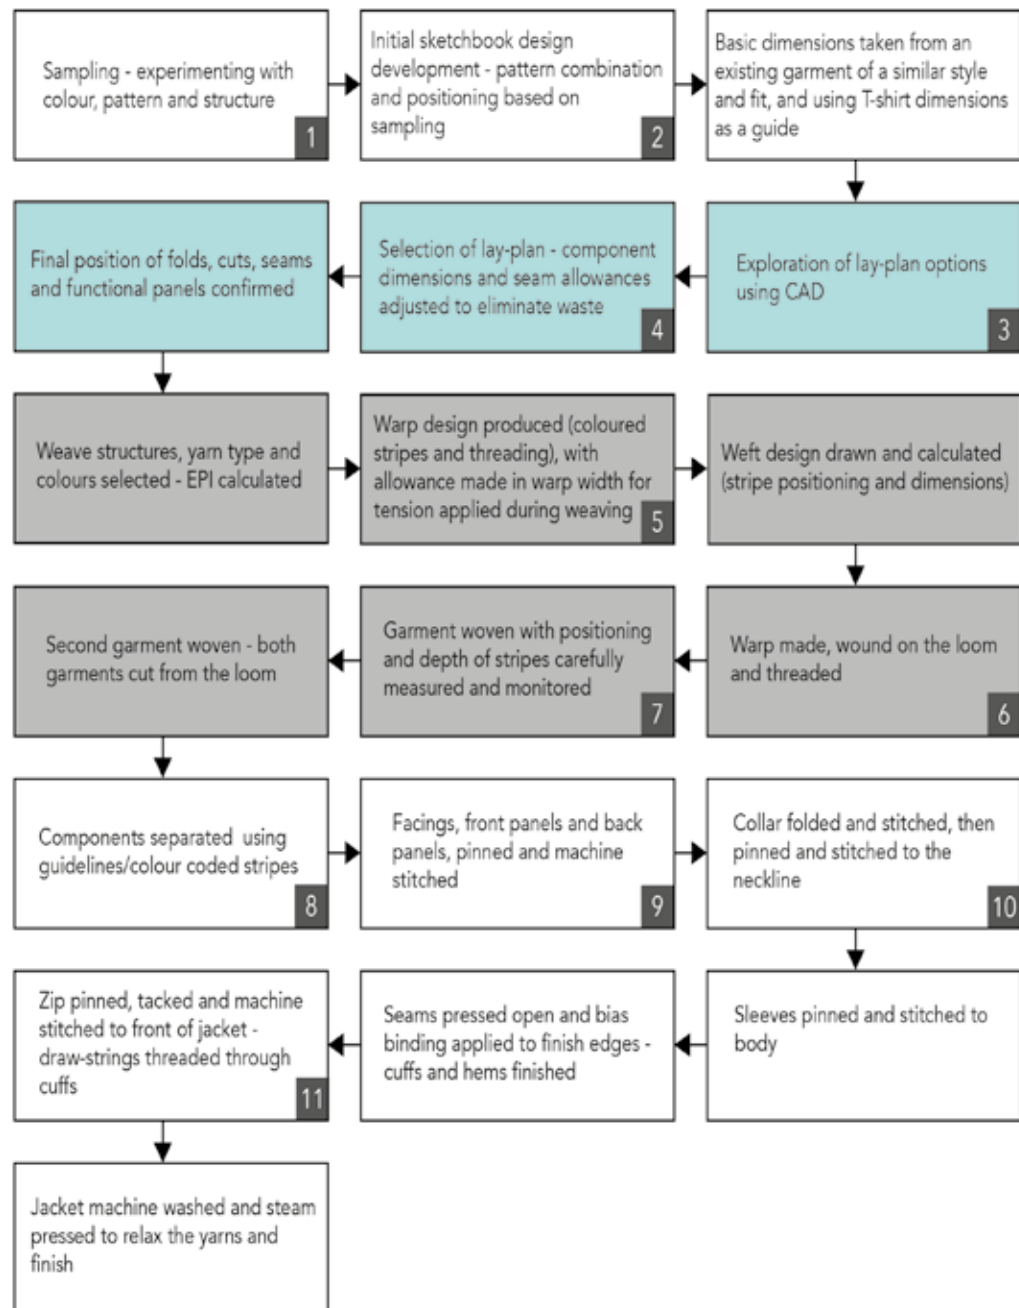 Sampling - experimenting with
colour, pattern and structure
1
Initial sketchbook design
development - pattern combination
and positioning based on
sampling
2
Basic dimensions taken from an
existing garment of a similar style
and fit, and using T-shirt dimensions
as a guide
Exploration of lay-plan options
using CAD
3
Selection of lay-plan - component
dimensions and seam allowances
adjusted to eliminate waste
4
Final position of folds, cuts, seams
and functional panels confirmed
Weave structures, yarn type and
colours selected - EPI calculated
Warp design produced (coloured
stripes and threading), with
allowance made in warp width for
tension applied during weaving
5
Weft design drawn and calculated
(stripe positioning and dimensions)
Warp made, wound on the loom
and threaded
6
Garment woven with positioning
and depth of stripes carefully
measured and monitored
7
Second garment woven - both
garments cut from the loom
Components separated using
guidelines/colour coded stripes
8
Facings, front panels and back
panels, pinned and machine
stitched
9
Collar folded and stitched, then
pinned and stitched to the
neckline
10
Sleeves pinned and stitched to
body
Seams pressed open and bias
binding applied to finish edges -
cuffs and hems finished
Zip pinned, tacked and machine
stitched to front of jacket -
draw-strings threaded through
cuffs
11
Jacket machine washed and steam
pressed to relax the yarns and
finish